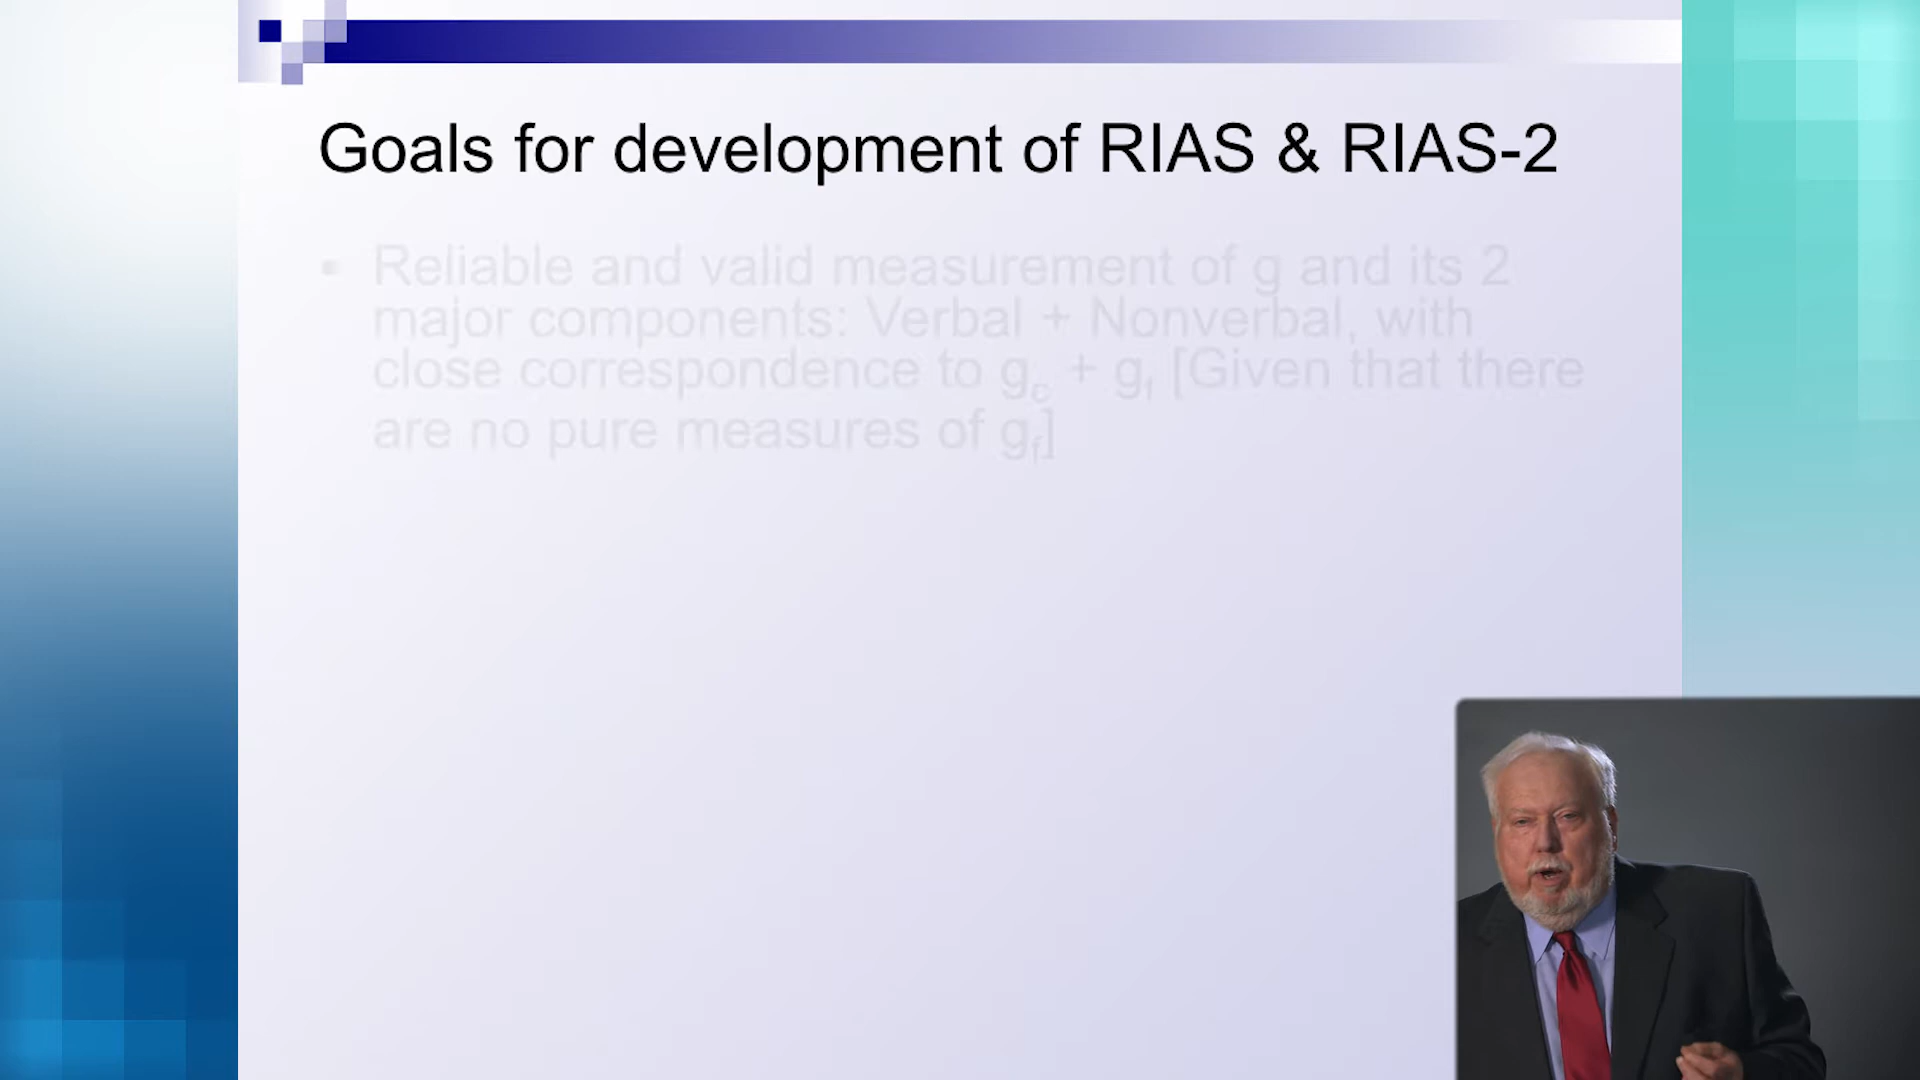 Goals for development of RIAS & RIAS-2
▪ Reliable and valid measurement of g and its 2
major components: Verbal + Nonverbal, with
close correspondence to gc + gf [Given that there
are no pure measures of gf]